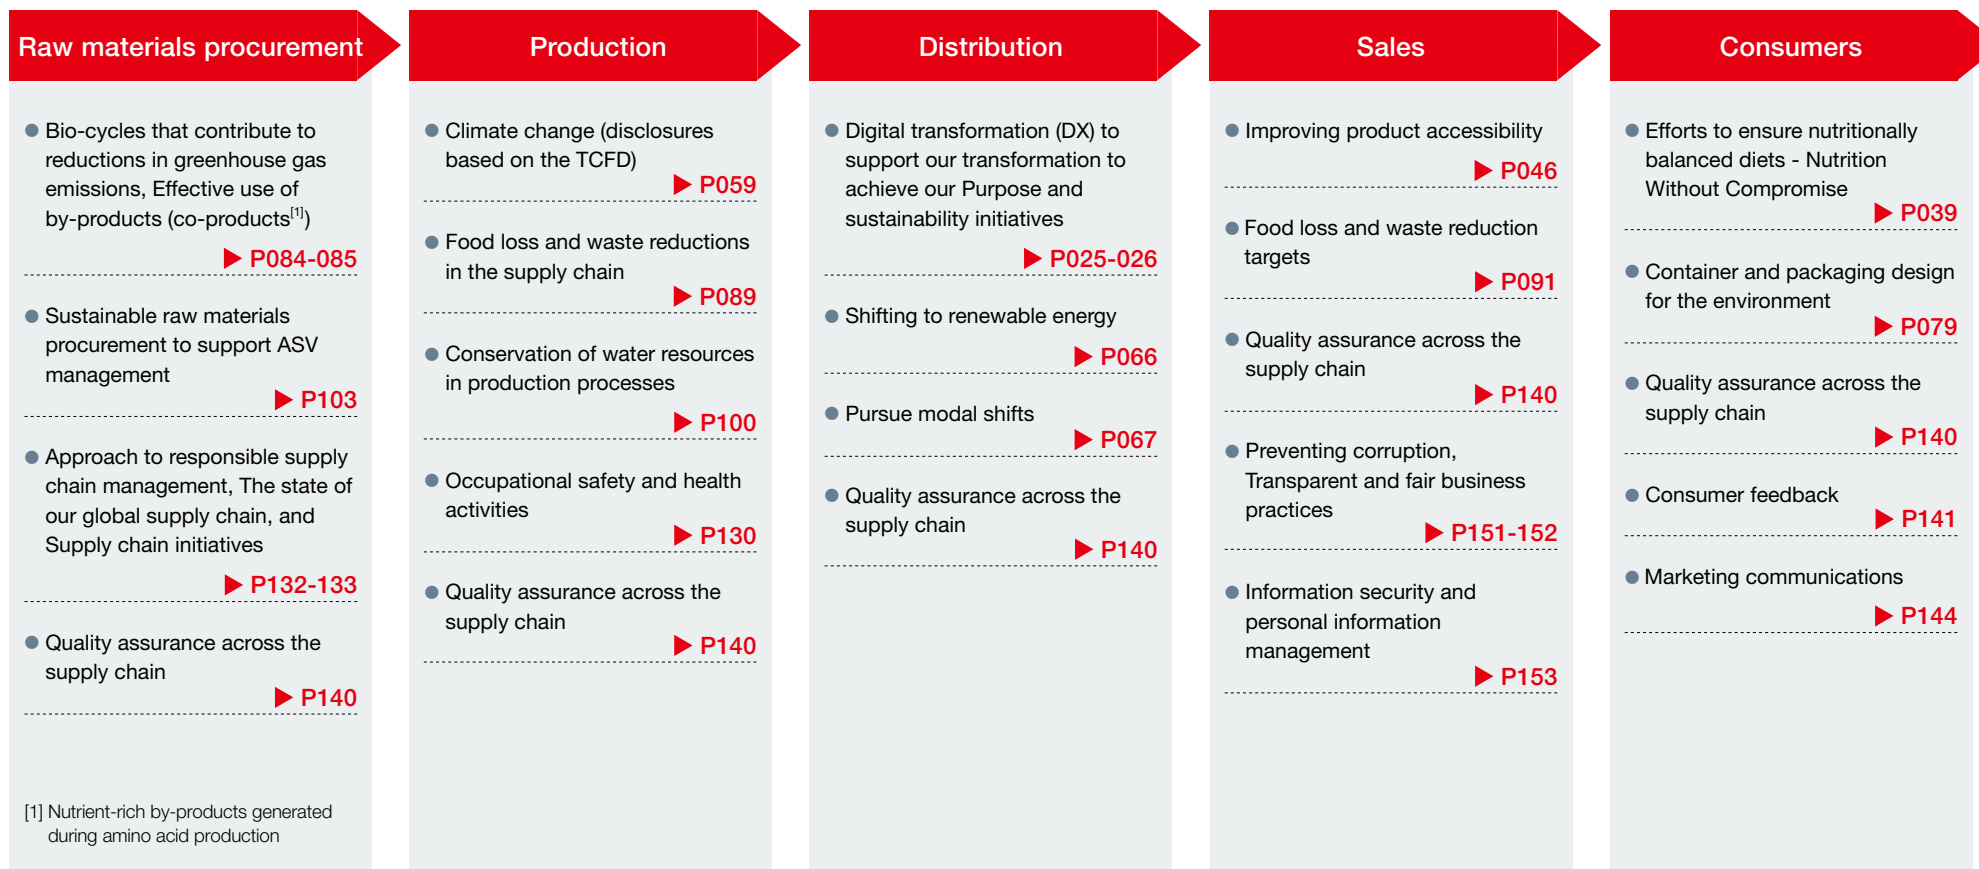 Raw materials procurement
● Bio-cycles that contribute to
reductions in greenhouse gas
emissions, Effective use of
by-products (co-products[1])
▶ P084-085
● Sustainable raw materials
procurement to support ASV
management
▶ P103
● Approach to responsible supply
chain management, The state of
our global supply chain, and
Supply chain initiatives
▶ P132-133
● Quality assurance across the
supply chain
▶ P140
[1] Nutrient-rich by-products generated
during amino acid production
Production
● Climate change (disclosures
based on the TCFD)
▶ P059
● Food loss and waste reductions
in the supply chain
▶ P089
● Conservation of water resources
in production processes
▶ P100
● Occupational safety and health
activities
▶ P130
● Quality assurance across the
supply chain
▶ P140
Distribution
● Digital transformation (DX) to
support our transformation to
achieve our Purpose and
sustainability initiatives
▶ P025-026
● Shifting to renewable energy
▶ P066
● Pursue modal shifts
▶ P067
● Quality assurance across the
supply chain
▶ P140
Sales
● Improving product accessibility
▶ P046
● Food loss and waste reduction
targets
▶ P091
● Quality assurance across the
supply chain
▶ P140
● Preventing corruption,
Transparent and fair business
practices
▶ P151-152
● Information security and
personal information
management
▶ P153
Consumers
● Efforts to ensure nutritionally
balanced diets - Nutrition
Without Compromise
▶ P039
● Container and packaging design
for the environment
▶ P079
● Quality assurance across the
supply chain
▶ P140
● Consumer feedback
▶ P141
● Marketing communications
▶ P144